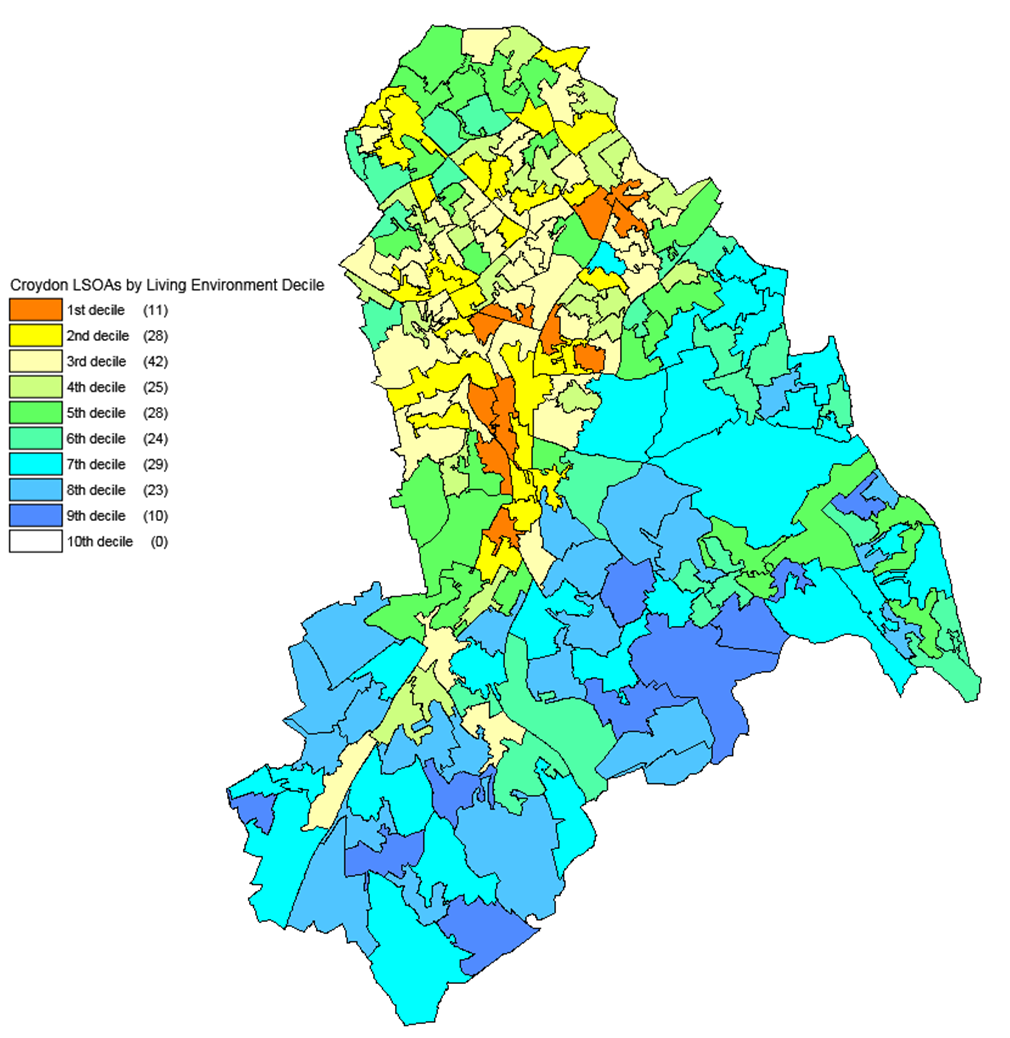 Croydon LSOAs by Living Environment Decile
1st decile (11)
2nd decile (28)
3rd decile (42)
4th decile (25)
5th decile (28)
6th decile (24)
7th decile (29)
8th decile (23)
9th decile (10)
10th decile (0)